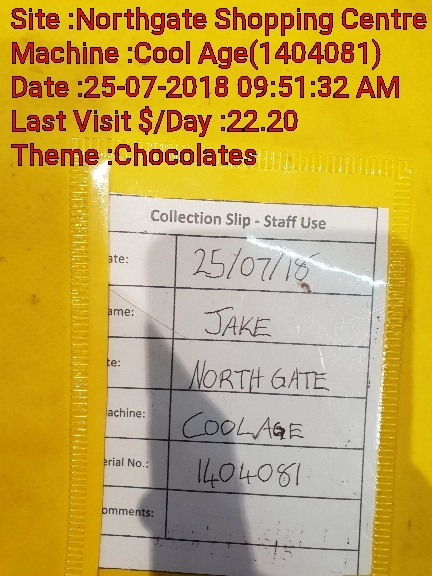 Site :Northgate Shopping Centre
Machine :Cool Age(1404081)
Date :25-07-2018 09:51:32 AM
Last Visit $/Day :22.20
Theme :Chocolates
Collection Slip - Staff Use
ate: 25/07/18
ame: JAKE
te: NORTH GATE
achine: COOLAGE
erial No.: 1404081
omments: